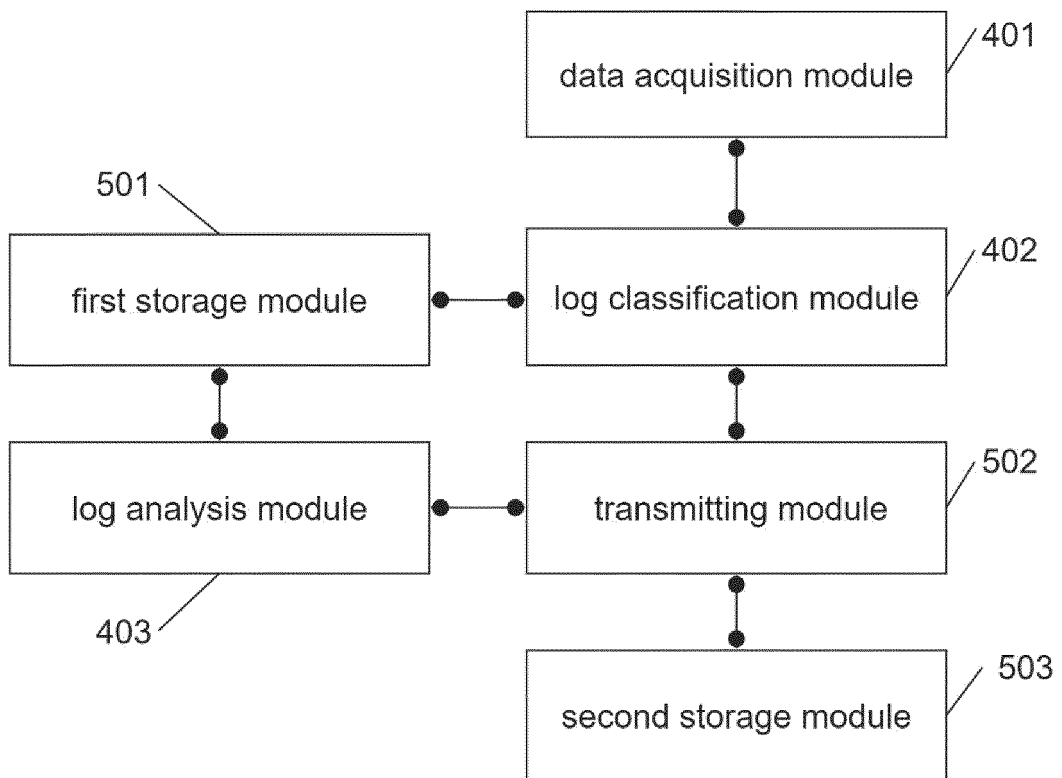 401
data acquisition module
501
402
first storage module
log classification module
502
log analysis module
transmitting module
403
503
second storage module